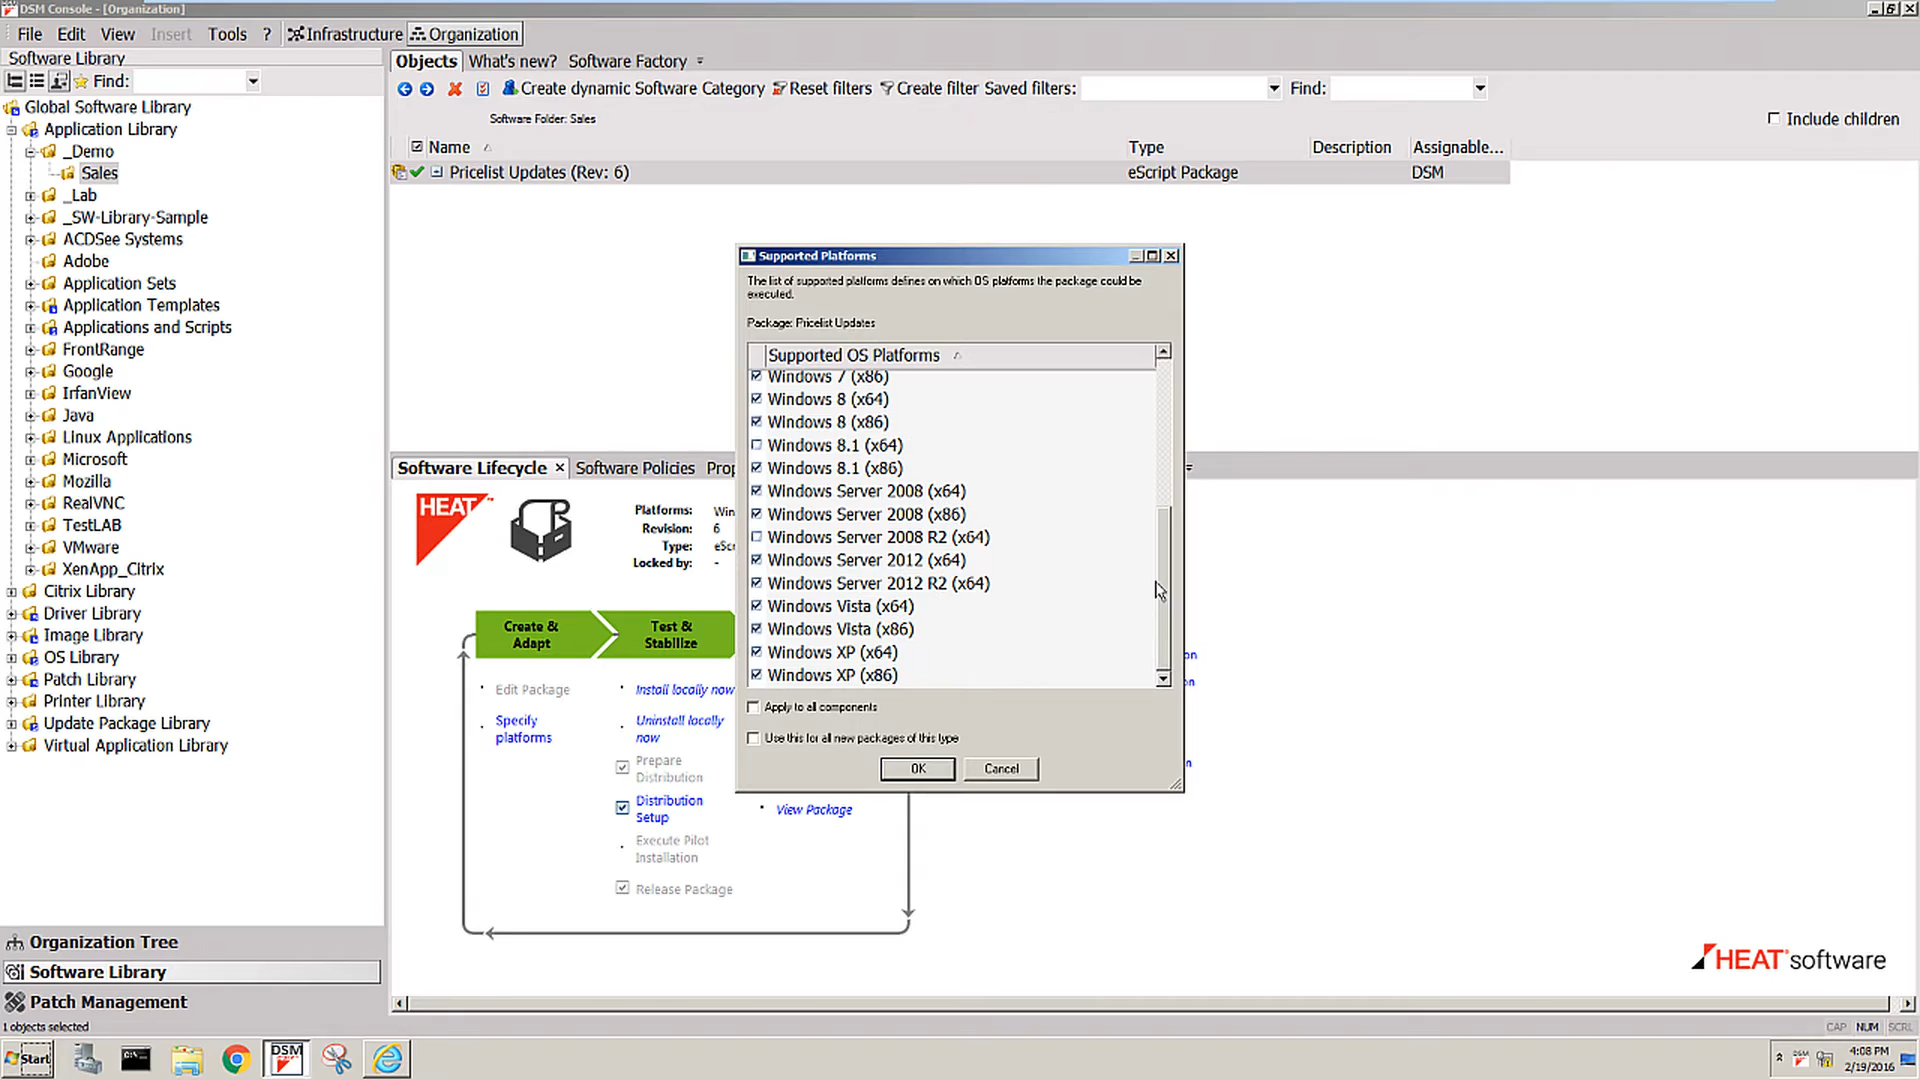 DSM Console - [Organization]
File Edit View Insert Tools ? Infrastructure Organization
Software Library
Find:
Global Software Library
Application Library
_Demo
Sales
_Lab
_SW-Library-Sample
ACDSee Systems
Adobe
Application Sets
Application Templates
Applications and Scripts
FrontRange
Google
IrfanView
Java
Linux Applications
Microsoft
Mozilla
RealVNC
TestLAB
VMware
XenApp_Citrix
Citrix Library
Driver Library
Image Library
OS Library
Patch Library
Printer Library
Update Package Library
Virtual Application Library
Organization Tree
Software Library
Patch Management
1 objects selected
Objects What's new? Software Factory
Create dynamic Software Category Reset filters Create filter Saved filters: Find:
Software Folder: Sales
Include children
Name Type Description Assignable...
Pricelist Updates (Rev: 6) eScript Package DSM
Supported Platforms
The list of supported platforms defines on which OS platforms the package could be
executed.
Package: Pricelist Updates
Supported OS Platforms
Windows 7 (x86)
Windows 8 (x64)
Windows 8 (x86)
Windows 8.1 (x64)
Windows 8.1 (x86)
Windows Server 2008 (x64)
Windows Server 2008 (x86)
Windows Server 2008 R2 (x64)
Windows Server 2012 (x64)
Windows Server 2012 R2 (x64)
Windows Vista (x64)
Windows Vista (x86)
Windows XP (x64)
Windows XP (x86)
Apply to all components
Use this for all new packages of this type
OK Cancel
Software Lifecycle Software Policies Prop
HEAT
Platforms: Win
Revision: 6
Type: eScr
Locked by: -
Create &
Adapt
Test &
Stabilize
Edit Package
Specify
platforms
Install locally now
Uninstall locally
now
Prepare
Distribution
Distribution
Setup
Execute Pilot
Installation
Release Package
View Package
on
ns
m
HEAT software
CAP NUM SCRL
Start
DSM
DSM
4:08 PM
2/19/2016